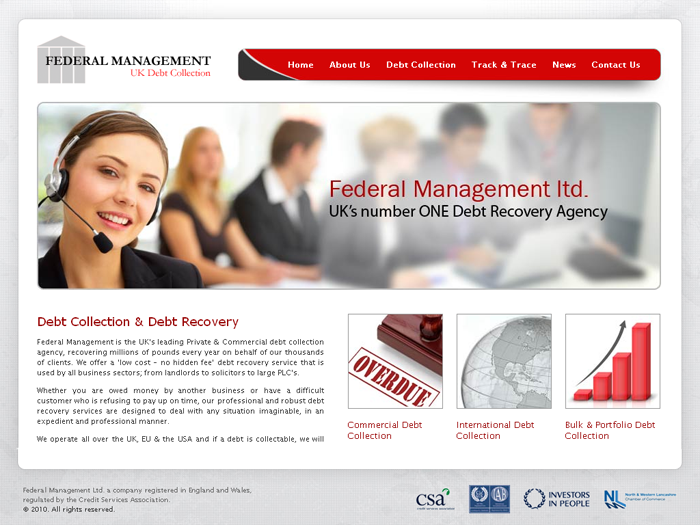 FEDERAL MANAGEMENT
UK Debt Collection
Home About Us Debt Collection Track & Trace News Contact Us
Federal Management ltd.
UK's number ONE Debt Recovery Agency
Debt Collection & Debt Recovery
Federal Management is the UK's leading Private & Commercial debt collection
agency, recovering millions of pounds every year on behalf of our thousands
of clients. We offer a 'low cost - no hidden fee' debt recovery service that is
used by all business sectors; from landlords to solicitors to large PLC's.
Whether you are owed money by another business or have a difficult
customer who is refusing to pay up on time, our professional and robust debt
recovery services are designed to deal with any situation imaginable, in an
expedient and professional manner.
We operate all over the UK, EU & the USA and if a debt is collectable, we will
OVERDUE
Commercial Debt
Collection
International Debt
Collection
Bulk & Portfolio Debt
Collection
Federal Management Ltd. a company registered in England and Wales,
regulated by the Credit Services Association.
© 2010. All rights reserved.
csa
credit services association
INVESTORS
IN PEOPLE
NL
North & Western Lancashire
Chamber of Commerce